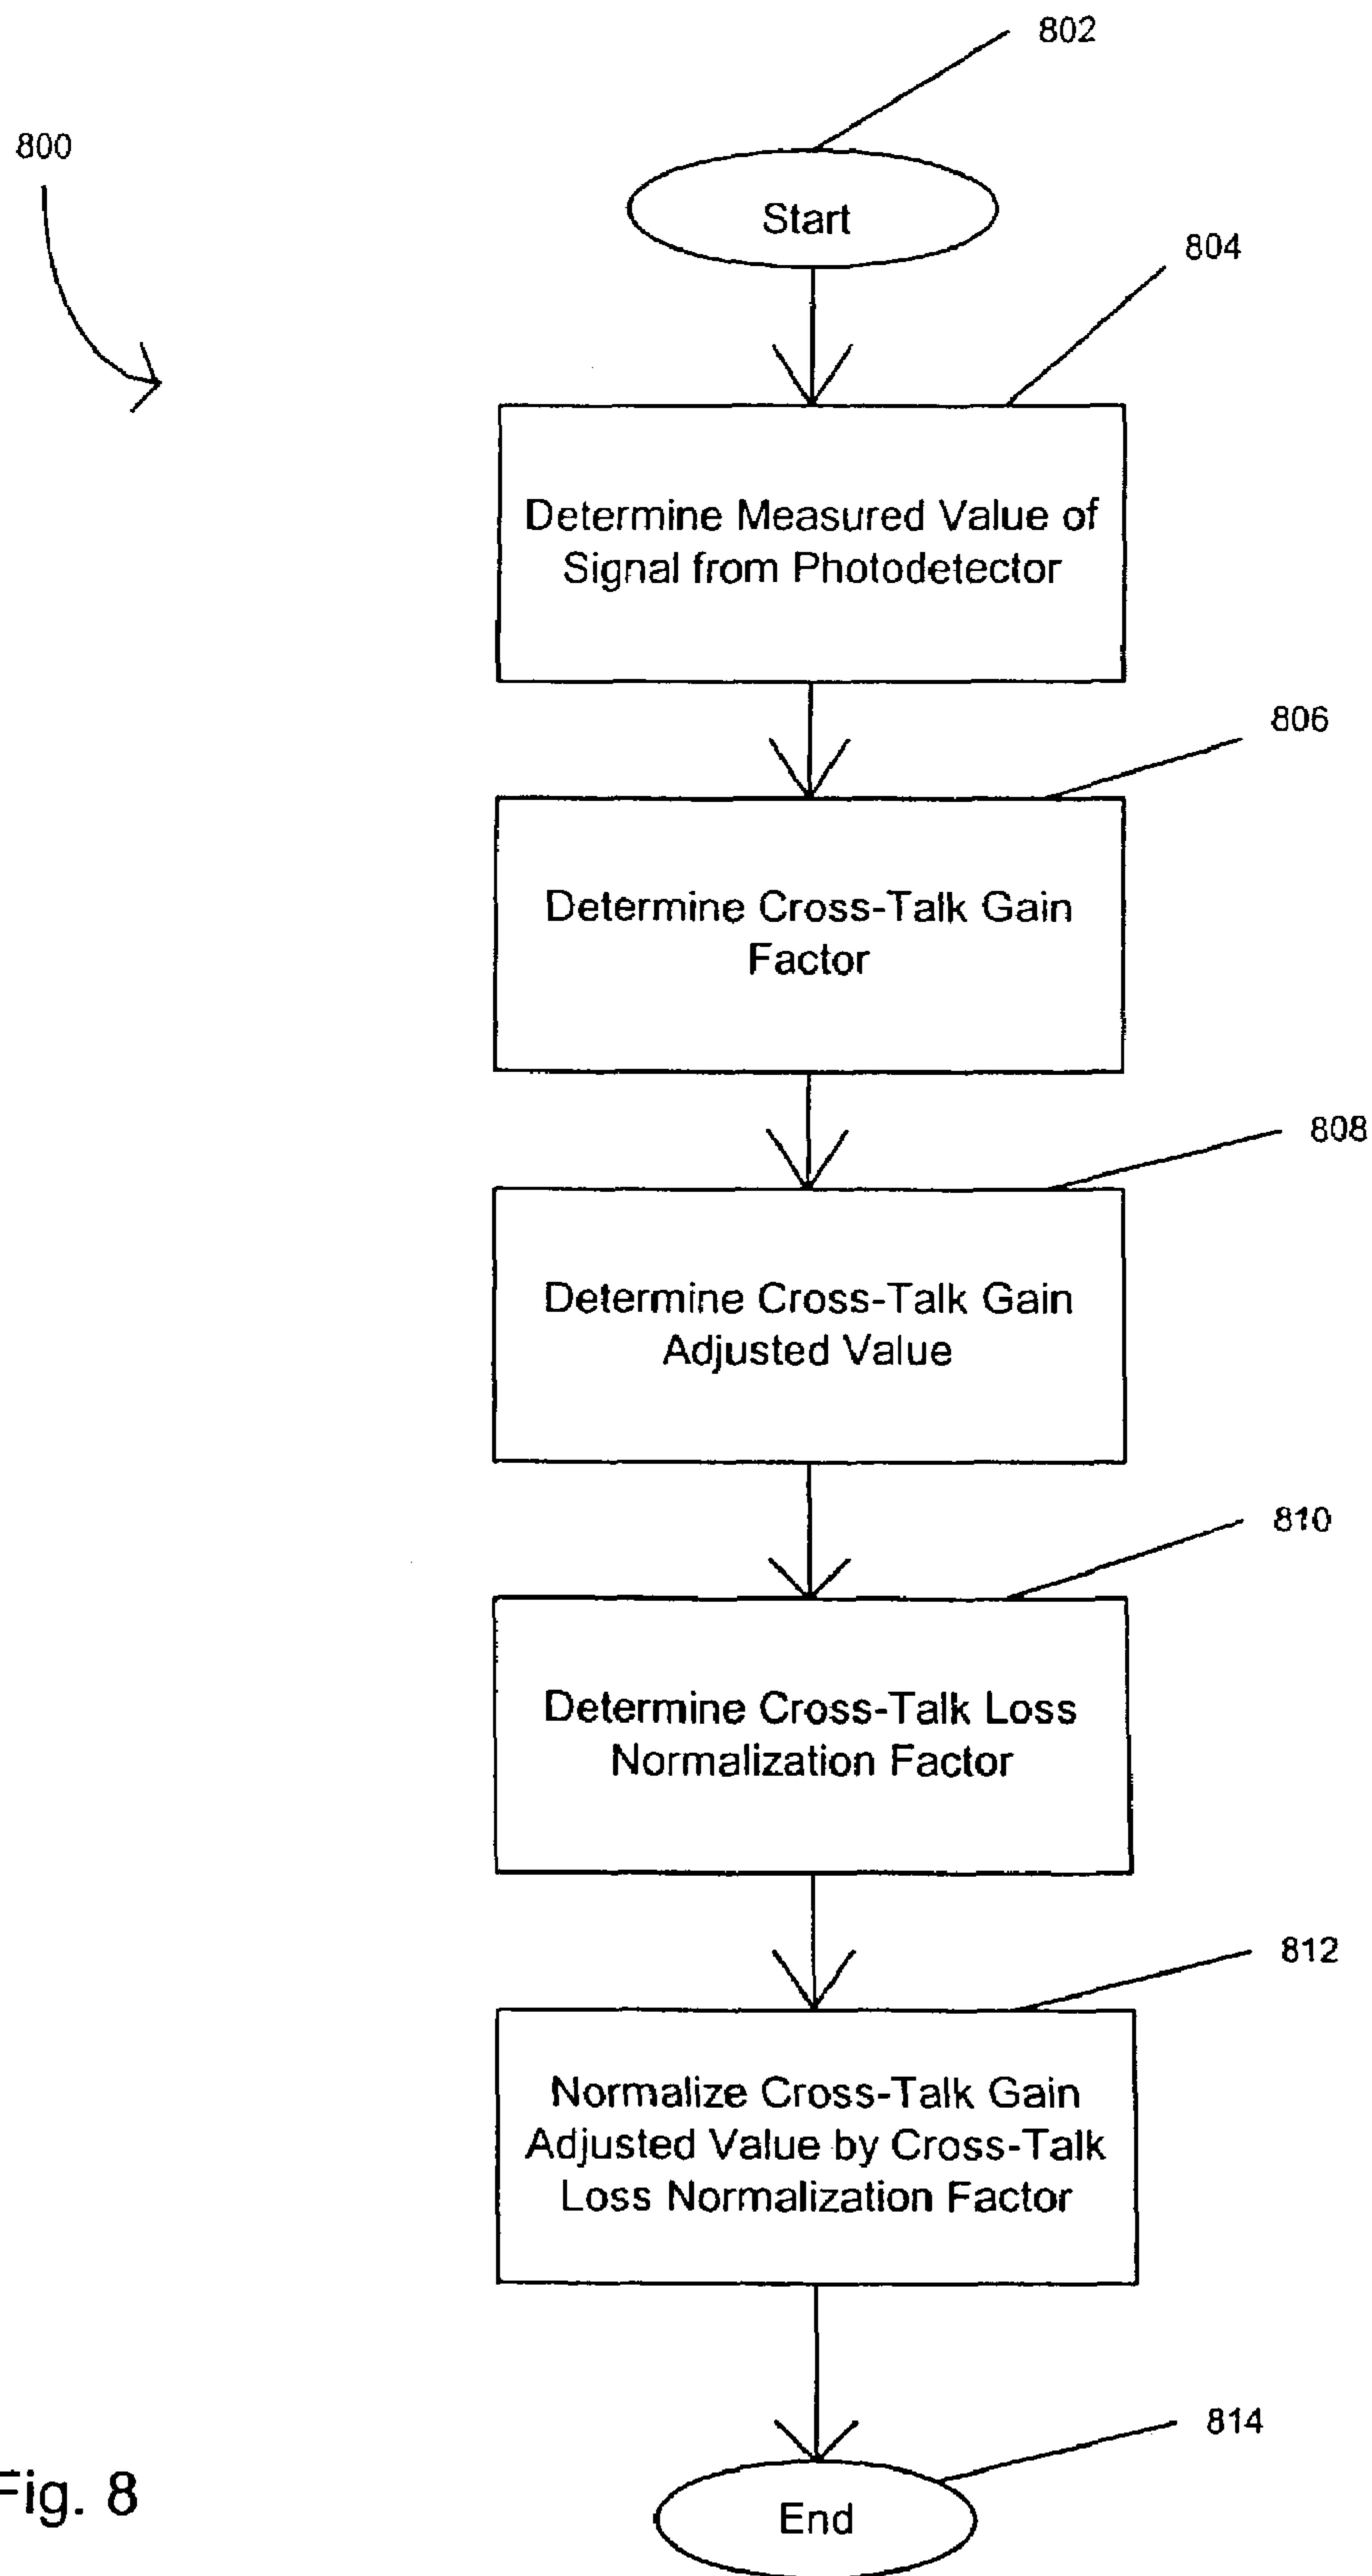 802
800
Start
804
Determine Measured Value of
Signal from Photodetector
806
Determine Cross-Talk Gain
Factor
808
Determine Cross-Talk Gain
Adjusted Value
810
Determine Cross-Talk Loss
Normalization Factor
812
Normalize Cross-Talk Gain
Adjusted Value by Cross-Talk
Loss Normalization Factor
814
Fig. 8
End